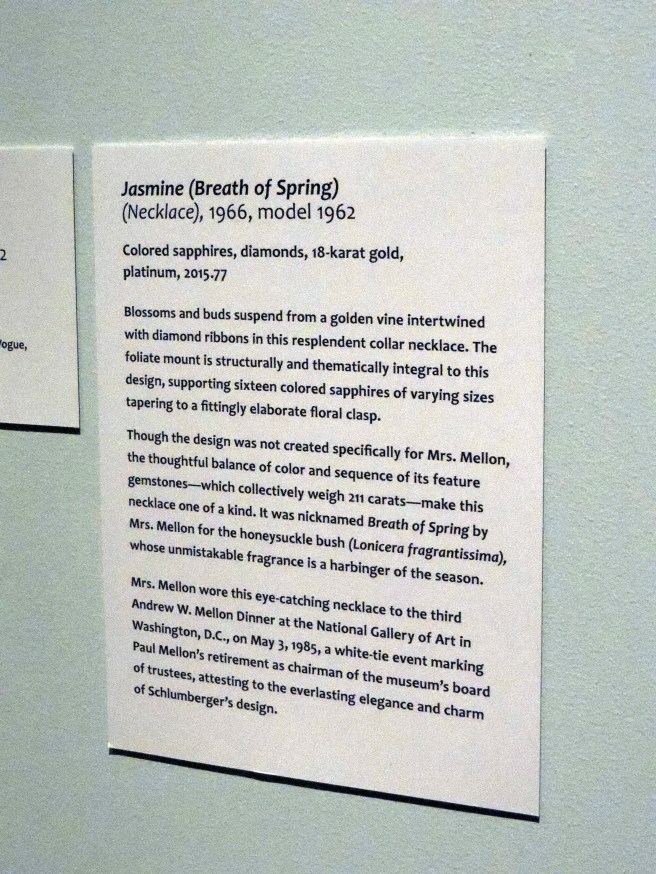 Jasmine (Breath of Spring)
(Necklace), 1966, model 1962
Colored sapphires, diamonds, 18-karat gold,
platinum, 2015.77
Blossoms and buds suspend from a golden vine intertwined
with diamond ribbons in this resplendent collar necklace. The
foliate mount is structurally and thematically integral to this
design, supporting sixteen colored sapphires of varying sizes
tapering to a fittingly elaborate floral clasp.
Though the design was not created specifically for Mrs. Mellon,
the thoughtful balance of color and sequence of its feature
gemstones—which collectively weigh 211 carats—make this
necklace one of a kind. It was nicknamed Breath of Spring by
Mrs. Mellon for the honeysuckle bush (Lonicera fragrantissima),
whose unmistakable fragrance is a harbinger of the season.
Mrs. Mellon wore this eye-catching necklace to the third
Andrew W. Mellon Dinner at the National Gallery of Art in
Washington, D.C., on May 3, 1985, a white-tie event marking
Paul Mellon's retirement as chairman of the museum's board
of trustees, attesting to the everlasting elegance and charm
of Schlumberger's design.